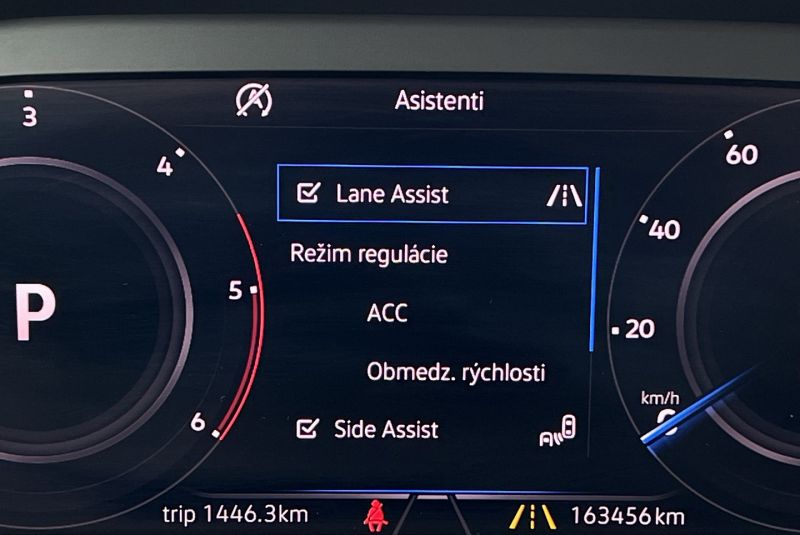 Asistenti
3
4
5
6
P
Lane Assist
Režim regulácie
ACC
Obmedz. rýchlosti
Side Assist
60
40
20
km/h
0
trip 1446.3km
163456km